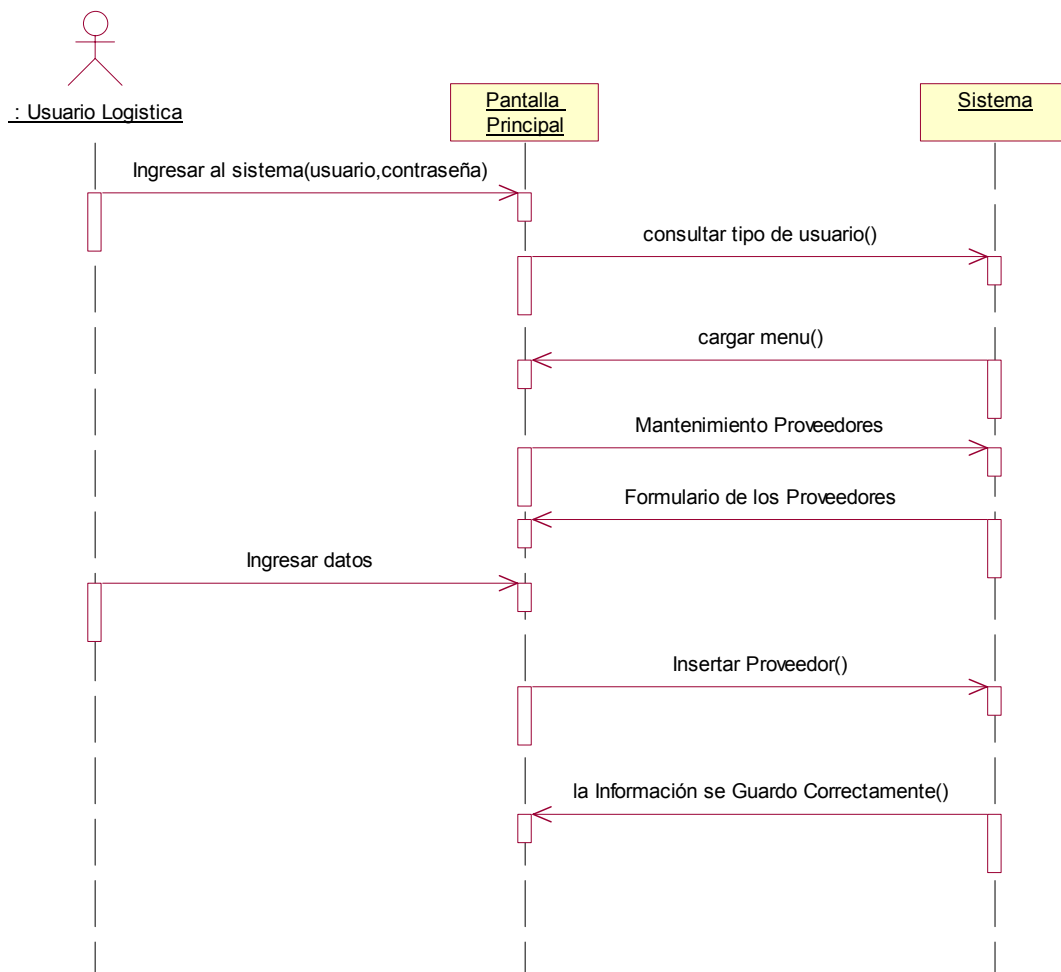 : Usuario Logistica
Pantalla
Principal
Sistema
Ingresar al sistema(usuario,contraseña)
consultar tipo de usuario()
cargar menu()
Mantenimiento Proveedores
Formulario de los Proveedores
Ingresar datos
Insertar Proveedor()
la Información se Guardo Correctamente()